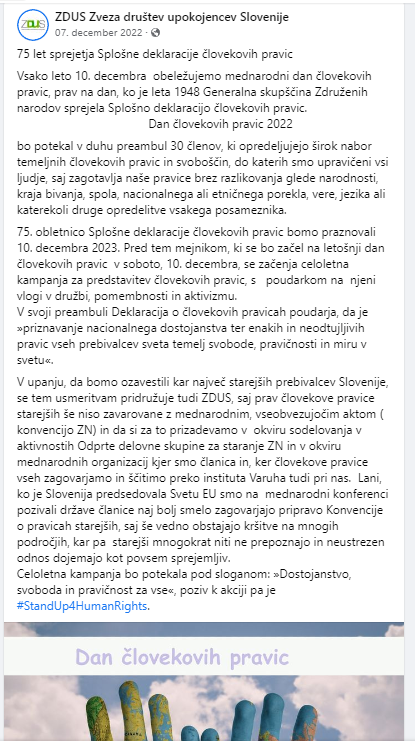 ZDUS
ZDUS Zveza društev upokojencev Slovenije
07. december 2022 ·
75 let sprejetja Splošne deklaracije človekovih pravic
Vsako leto 10. decembra obeležujemo mednarodni dan človekovih
pravic, prav na dan, ko je leta 1948 Generalna skupščina Združenih
narodov sprejela Splošno deklaracijo človekovih pravic.
Dan človekovih pravic 2022
bo potekal v duhu preambul 30 členov, ki opredeljujejo širok nabor
temeljnih človekovih pravic in svoboščin, do katerih smo upravičeni vsi
ljudje, saj zagotavlja naše pravice brez razlikovanja glede narodnosti,
kraja bivanja, spola, nacionalnega ali etničnega porekla, vere, jezika ali
katerekoli druge opredelitve vsakega posameznika.
75. obletnico Splošne deklaracije človekovih pravic bomo praznovali
10. decembra 2023. Pred tem mejnikom, ki se bo začel na letošnji dan
človekovih pravic v soboto, 10. decembra, se začenja celoletna
kampanja za predstavitev človekovih pravic, s poudarkom na njeni
vlogi v družbi, pomembnosti in aktivizmu.
V svoji preambuli Deklaracija o človekovih pravicah poudarja, da je
»priznavanje nacionalnega dostojanstva ter enakih in neodtujljivih
pravic vseh prebivalcev sveta temelj svobode, pravičnosti in miru v
svetu«.
V upanju, da bomo ozavestili kar največ starejših prebivalcev Slovenije,
se tem usmeritvam pridružuje tudi ZDUS, saj prav človekove pravice
starejših še niso zavarovane z mednarodnim, vseobvezujočim aktom (
konvencijo ZN) in da si za to prizadevamo v okviru sodelovanja v
aktivnostih Odprte delovne skupine za staranje ZN in v okviru
mednarodnih organizacij kjer smo članica in, ker človekove pravice
vseh zagovarjamo in ščitimo preko instituta Varuha tudi pri nas. Lani,
ko je Slovenija predsedovala Svetu EU smo na mednarodni konferenci
pozivali države članice naj bolj smelo zagovarjajo pripravo Konvencije
o pravicah starejših, saj še vedno obstajajo kršitve na mnogih
področjih, kar pa starejši mnogokrat niti ne prepoznajo in neustrezen
odnos dojemajo kot povsem sprejemljiv.
Celoletna kampanja bo potekala pod sloganom: »Dostojanstvo,
svoboda in pravičnost za vse«, poziv k akciji pa je
#StandUp4HumanRights.
Dan človekovih pravic